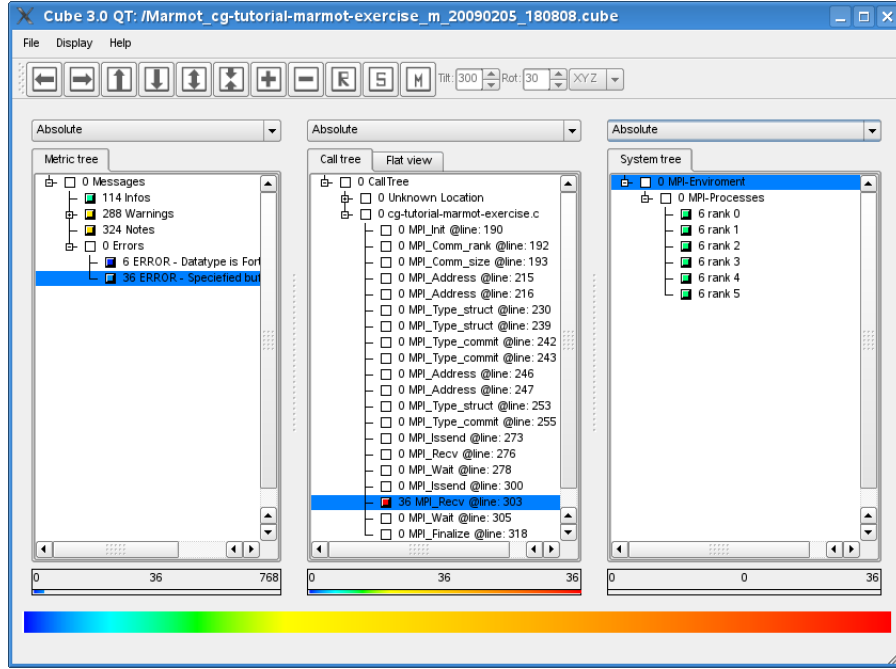 Cube 3.0 QT: /Marmot_cg-tutorial-marmot-exercise_m_20090205_180808.cube
File Display Help
R S M Tilt: 300 Rot: 30 XYZ
Absolute
Metric tree
0 Messages
114 Infos
288 Warnings
324 Notes
0 Errors
6 ERROR - Datatype is Fort
36 ERROR - Speciefied but
0 36 768
Absolute
Call tree Flat view
0 CallTree
0 Unknown Location
0 cg-tutorial-marmot-exercise.c
0 MPI_Init @line: 190
0 MPI_Comm_rank @line: 192
0 MPI_Comm_size @line: 193
0 MPI_Address @line: 215
0 MPI_Address @line: 216
0 MPI_Type_struct @line: 230
0 MPI_Type_struct @line: 239
0 MPI_Type_commit @line: 242
0 MPI_Type_commit @line: 243
0 MPI_Address @line: 246
0 MPI_Address @line: 247
0 MPI_Type_struct @line: 253
0 MPI_Type_commit @line: 255
0 MPI_Issend @line: 273
0 MPI_Recv @line: 276
0 MPI_Wait @line: 278
0 MPI_Issend @line: 300
36 MPI_Recv @line: 303
0 MPI_Wait @line: 305
0 MPI_Finalize @line: 318
0 36 36
Absolute
System tree
0 MPI-Enviroment
0 MPI-Processes
6 rank 0
6 rank 1
6 rank 2
6 rank 3
6 rank 4
6 rank 5
0 0 36